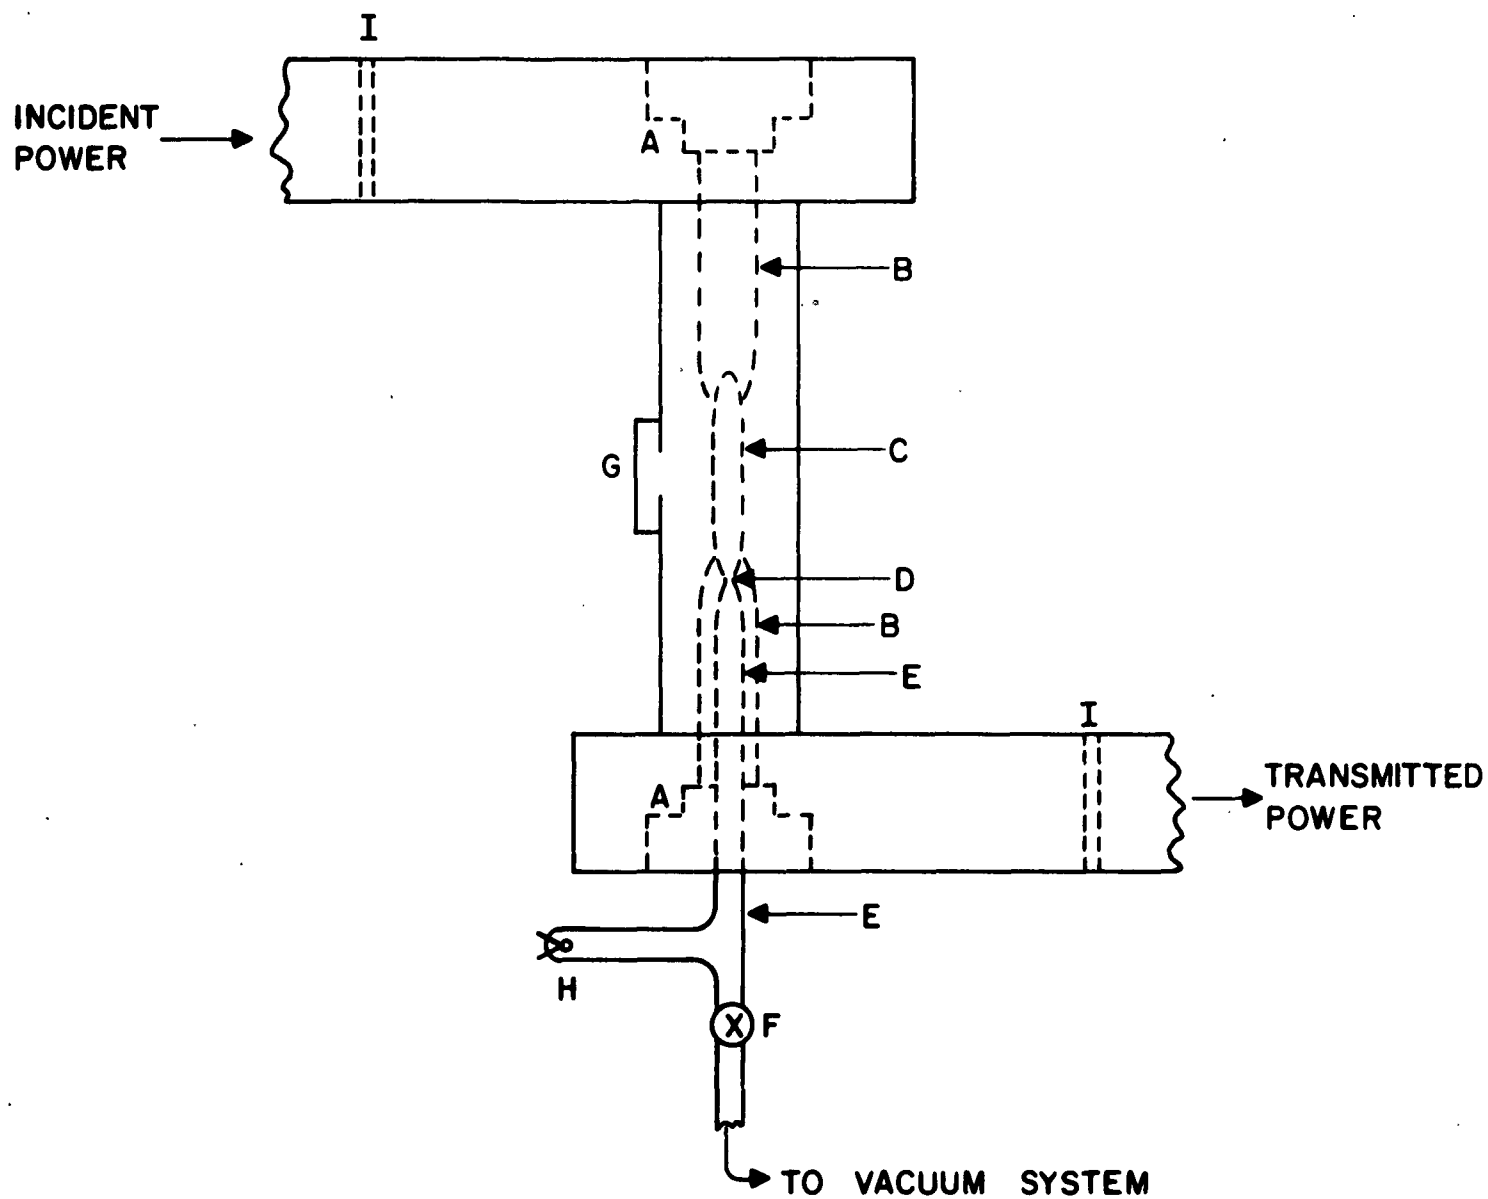 I
INCIDENT
POWER
A
B
G
C
D
B
E
I
A
TRANSMITTED
POWER
E
H
X F
TO VACUUM SYSTEM